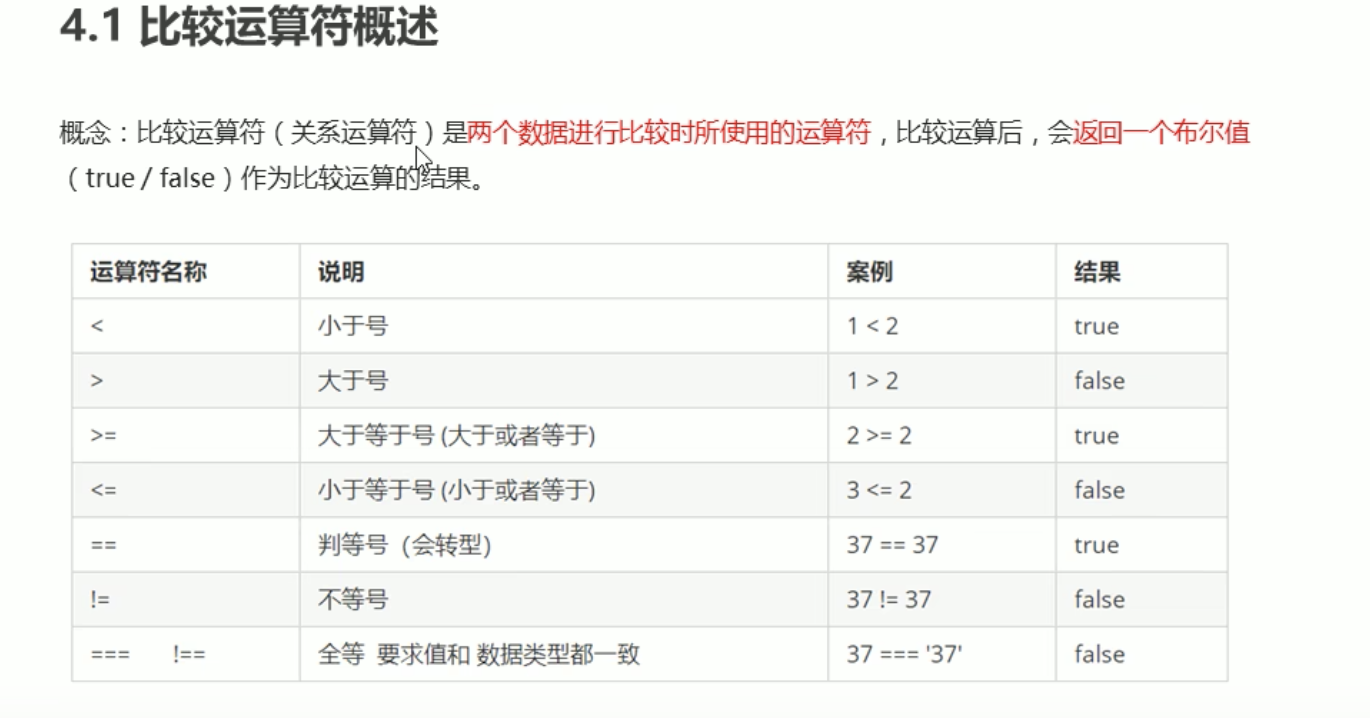 4.1 比较运算符概述
概念：比较运算符（关系运算符）是两个数据进行比较时所使用的运算符，比较运算后，会返回一个布尔值
（true / false）作为比较运算的结果。
运算符名称 说明 案例 结果
< 小于号 1 < 2 true
> 大于号 1 > 2 false
>= 大于等于号 (大于或者等于) 2 >= 2 true
<= 小于等于号 (小于或者等于) 3 <= 2 false
== 判等号（会转型） 37 == 37 true
!= 不等号 37 != 37 false
=== !== 全等 要求值和 数据类型都一致 37 === '37' false